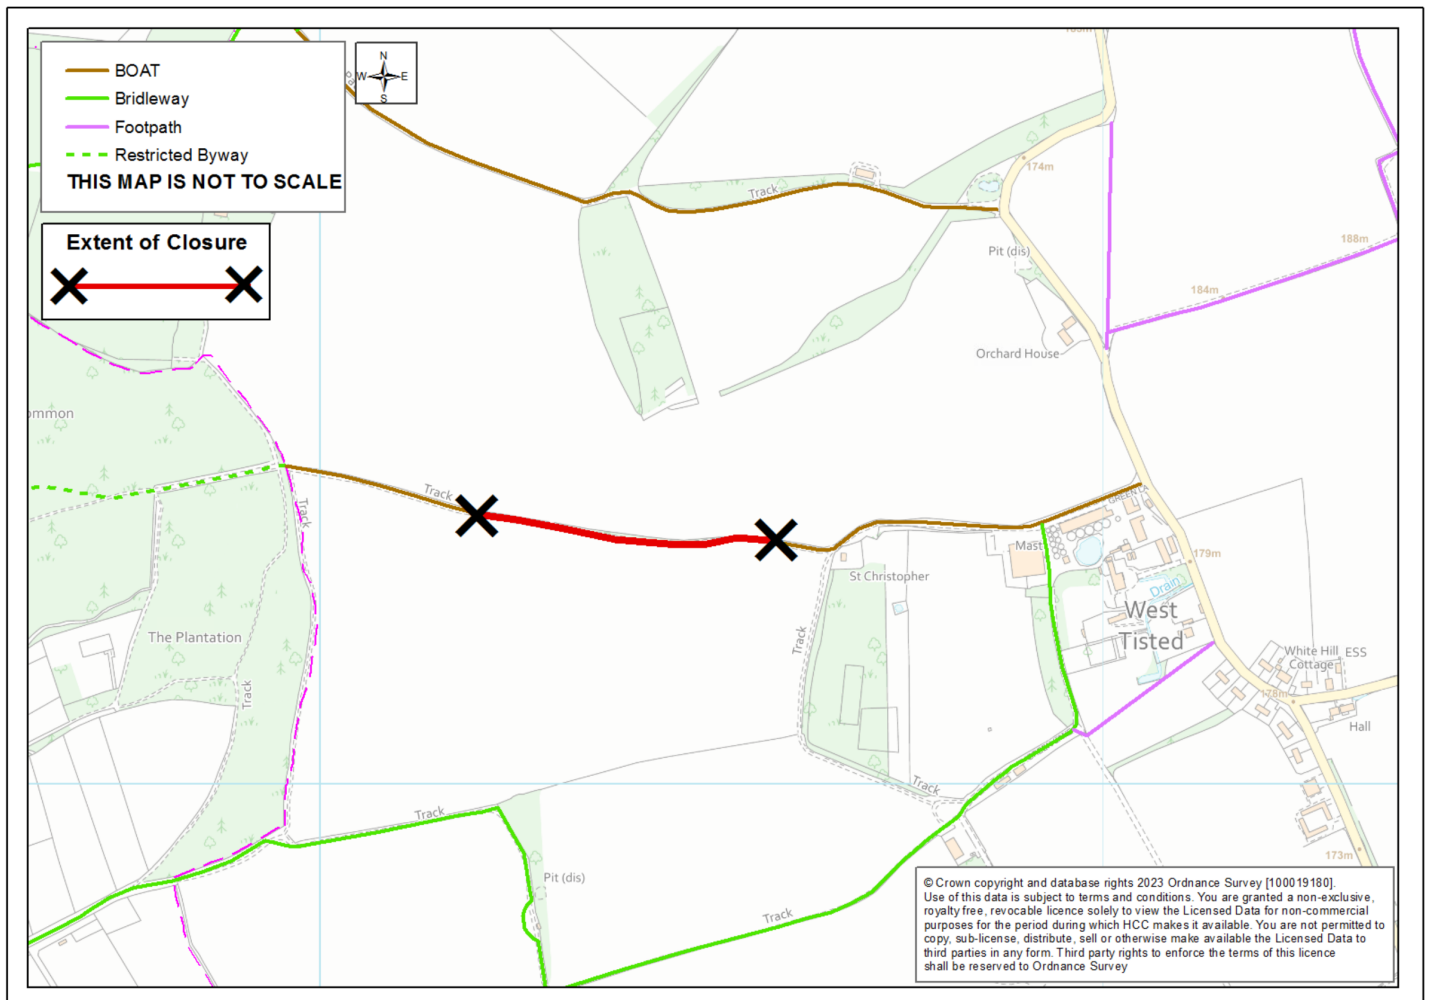 BOAT
Bridleway
Footpath
Restricted Byway
THIS MAP IS NOT TO SCALE
N
W E
S
Extent of Closure
174m
Track
Pit (dis)
188m
184m
Orchard House
ommon
Track
Track
GREEN LA
Mast
179m
St Christopher
Drain
West
Tisted
The Plantation
Track
Track
White Hill
Cottage
ESS
178m
Hall
Track
Track
173m
Pit (dis)
Track
© Crown copyright and database rights 2023 Ordnance Survey [100019180].
Use of this data is subject to terms and conditions. You are granted a non-exclusive,
royalty free, revocable licence solely to view the Licensed Data for non-commercial
purposes for the period during which HCC makes it available. You are not permitted to
copy, sub-license, distribute, sell or otherwise make available the Licensed Data to
third parties in any form. Third party rights to enforce the terms of this licence
shall be reserved to Ordnance Survey